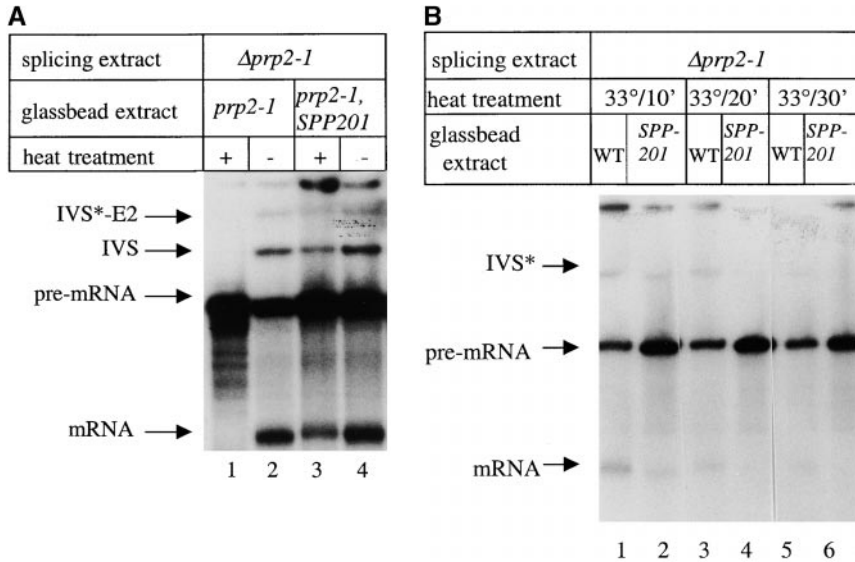 A
splicing extract Δprp2-1
glassbead extract prp2-1 prp2-1, SPP201
heat treatment + - + -
IVS*-E2
IVS
pre-mRNA
mRNA
1 2 3 4
B
splicing extract Δprp2-1
heat treatment 33°/10' 33°/20' 33°/30'
glassbead extract WT SPP-201 WT SPP-201 WT SPP-201
IVS*
pre-mRNA
mRNA
1 2 3 4 5 6